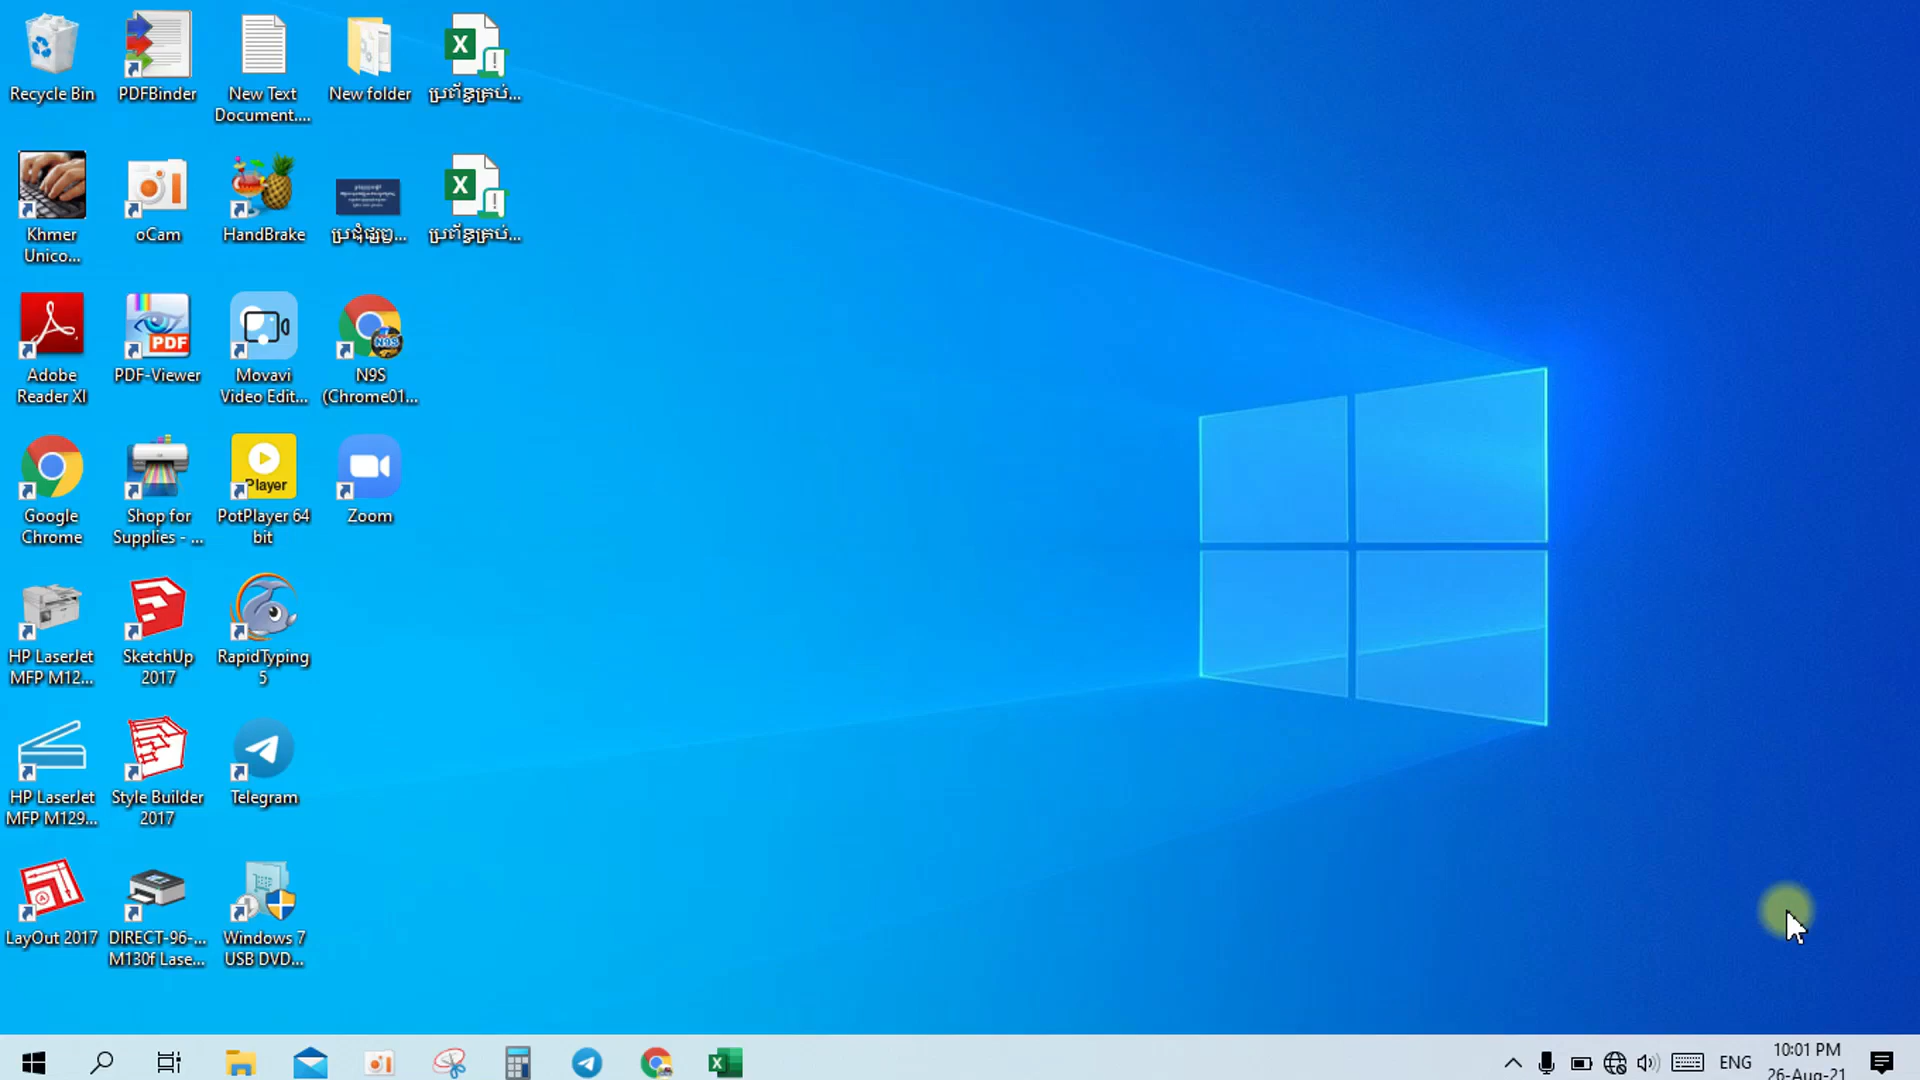 Recycle Bin
PDFBinder
New Text
Document....
New folder
ប្រព័ន្ធគ្រប់...
Khmer
Unico...
oCam
HandBrake
ប្រជុំផ្សព្វ...
ប្រព័ន្ធគ្រប់...
Adobe
Reader XI
PDF
PDF-Viewer
Movavi
Video Edit...
N9S
N9S
(Chrome01...
Google
Chrome
Shop for
Supplies - ...
Player
PotPlayer 64
bit
Zoom
HP LaserJet
MFP M12...
SketchUp
2017
RapidTyping
5
HP LaserJet
MFP M129...
Style Builder
2017
Telegram
LayOut 2017
DIRECT-96-...
M130f Lase...
Windows 7
USB DVD...
ENG
10:01 PM
26-Aug-21